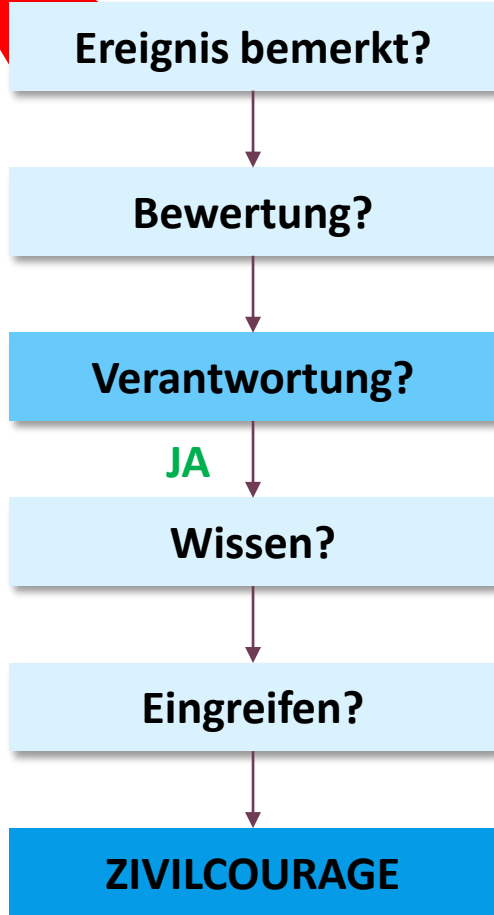 Ereignis bemerkt?
Bewertung?
Verantwortung?
JA
Wissen?
Eingreifen?
ZIVILCOURAGE